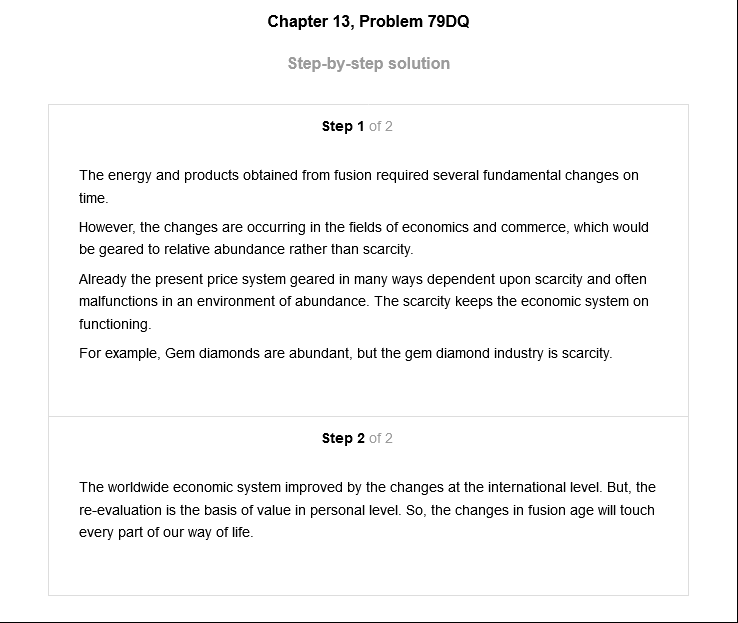 Chapter 13, Problem 79DQ
Step-by-step solution
Step 1 of 2
The energy and products obtained from fusion required several fundamental changes on
time.
However, the changes are occurring in the fields of economics and commerce, which would
be geared to relative abundance rather than scarcity.
Already the present price system geared in many ways dependent upon scarcity and often
malfunctions in an environment of abundance. The scarcity keeps the economic system on
functioning.
For example, Gem diamonds are abundant, but the gem diamond industry is scarcity.
Step 2 of 2
The worldwide economic system improved by the changes at the international level. But, the
re-evaluation is the basis of value in personal level. So, the changes in fusion age will touch
every part of our way of life.